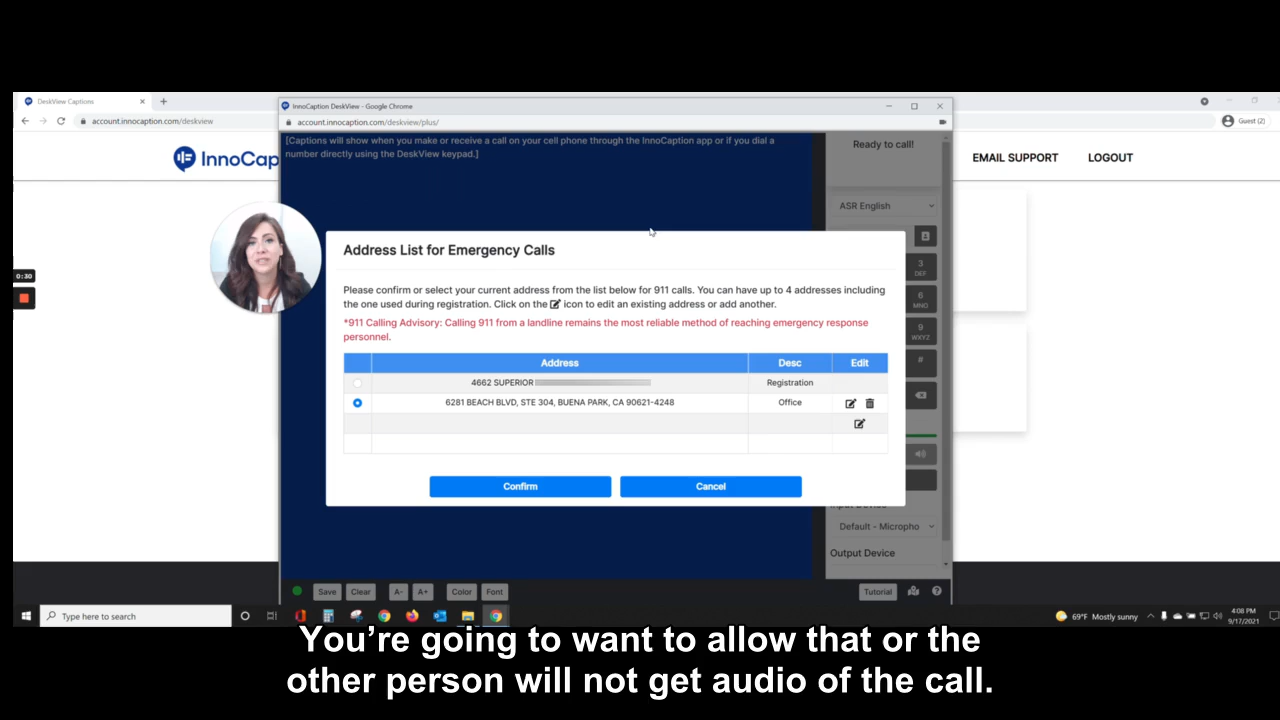 DeskView Captions
InnoCaption DeskView - Google Chrome
account.innocaption.com/deskview
account.innocaption.com/deskview/plus/
Guest (2)
InnoCap
EMAIL SUPPORT
LOGOUT
[Captions will show when you make or receive a call on your cell phone through the InnoCaption app or if you dial a
number directly using the DeskView keypad.]
Ready to call!
ASR English
0:30
Address List for Emergency Calls
Please confirm or select your current address from the list below for 911 calls. You can have up to 4 addresses including
the one used during registration. Click on the icon to edit an existing address or add another.
*911 Calling Advisory: Calling 911 from a landline remains the most reliable method of reaching emergency response
personnel.
Address Desc Edit
4662 SUPERIOR Registration
6281 BEACH BLVD, STE 304, BUENA PARK, CA 90621-4248 Office
Confirm Cancel
3
DEF
6
MNO
9
WXYZ
#
Default - Micropho
Output Device
Save Clear A- A+ Color Font Tutorial
Type here to search
69°F Mostly sunny
4:08 PM
9/17/2021
You're going to want to allow that or the
other person will not get audio of the call.